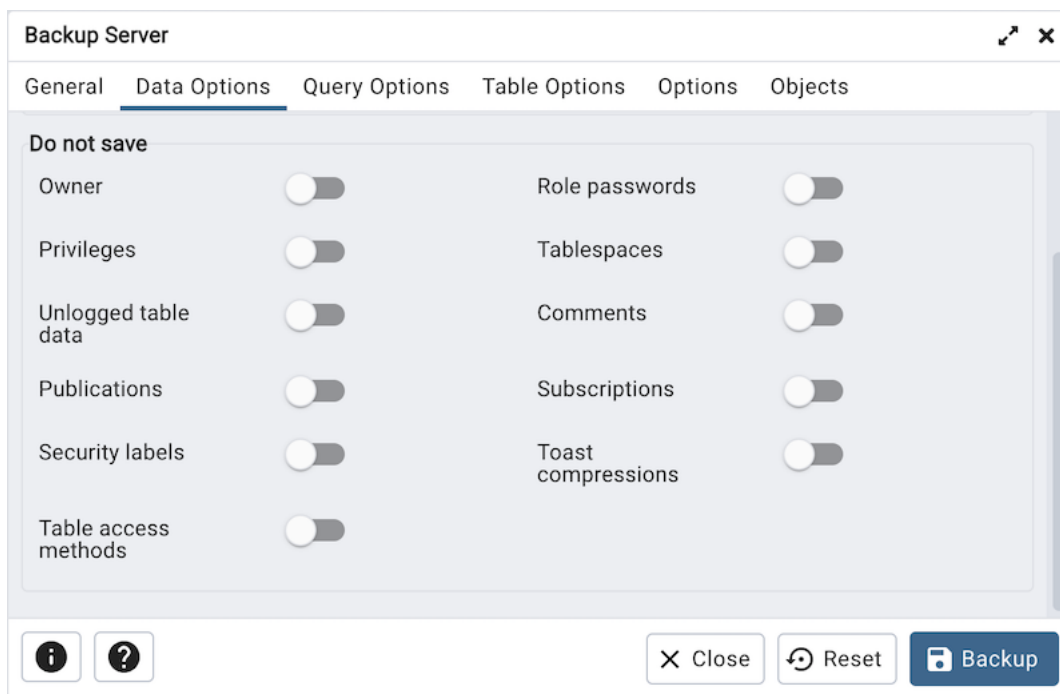 Backup Server
General Data Options Query Options Table Options Options Objects
Do not save
Owner
Role passwords
Privileges
Tablespaces
Unlogged table
data
Comments
Publications
Subscriptions
Security labels
Toast
compressions
Table access
methods
Close
Reset
Backup